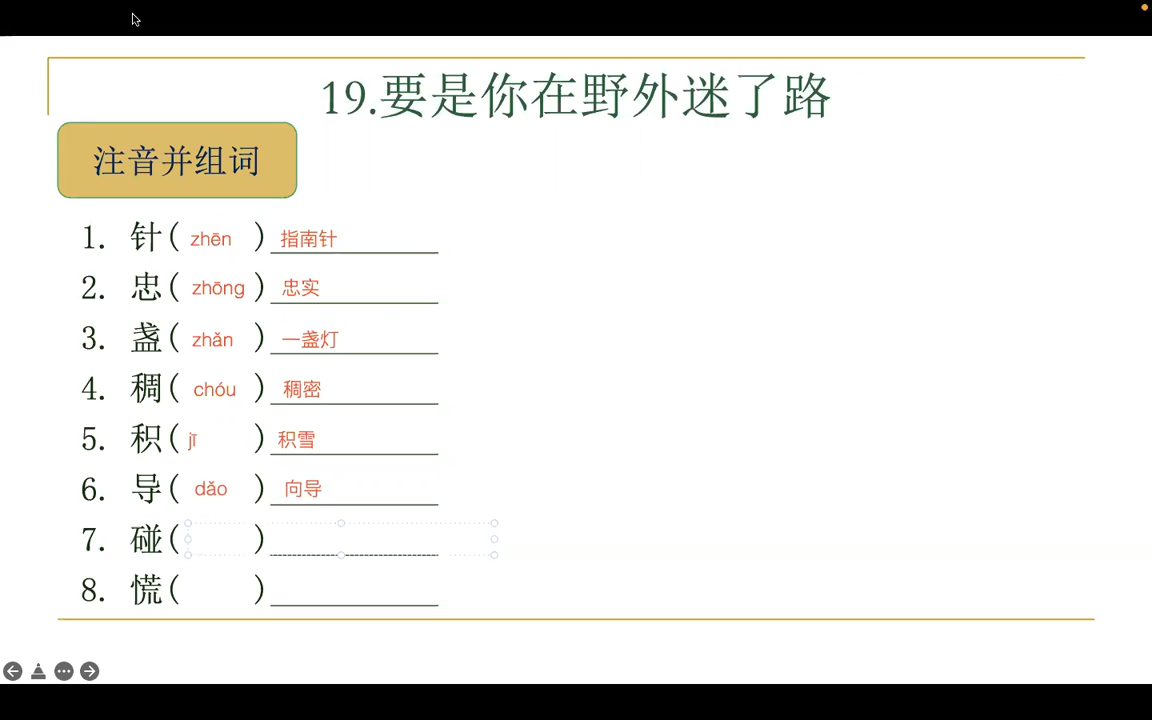 19.要是你在野外迷了路
注音并组词
1. 针( zhēn )指南针
2. 忠( zhōng )忠实
3. 盏( zhǎn )一盏灯
4. 稠( chóu )稠密
5. 积( jī )积雪
6. 导( dǎo )向导
7. 碰( )
8. 慌( )